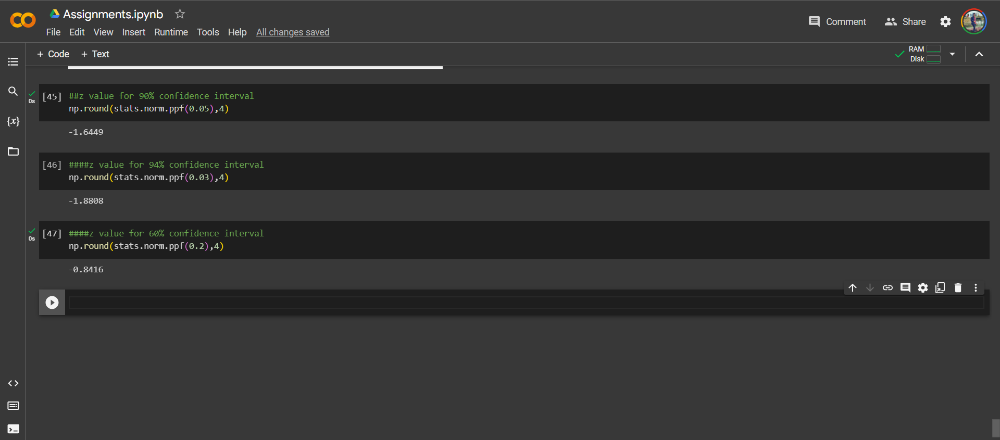 Assignments.ipynb
File Edit View Insert Runtime Tools Help All changes saved
Comment Share
+ Code + Text
RAM
Disk
[45] ##z value for 90% confidence interval
0s
np.round(stats.norm.ppf(0.05),4)
-1.6449
{x}
[46] ####z value for 94% confidence interval
np.round(stats.norm.ppf(0.03),4)
-1.8808
[47] ####z value for 60% confidence interval
0s
np.round(stats.norm.ppf(0.2),4)
-0.8416